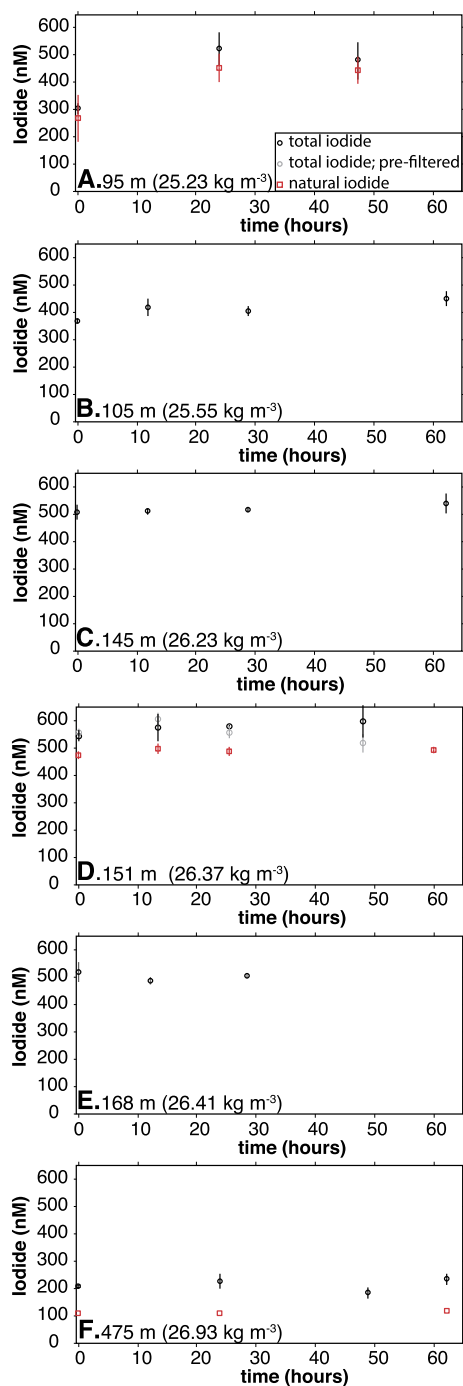 Iodide (nM)
600
500
400
300
200
100
0
total iodide
total iodide; pre-filtered
natural iodide
A.95 m (25.23 kg m-3)
0 10 20 30 40 50 60
time (hours)
Iodide (nM)
600
500
400
300
200
100
0
B.105 m (25.55 kg m-3)
0 10 20 30 40 50 60
time (hours)
Iodide (nM)
600
500
400
300
200
100
0
C.145 m (26.23 kg m-3)
0 10 20 30 40 50 60
time (hours)
Iodide (nM)
600
500
400
300
200
100
0
D.151 m (26.37 kg m-3)
0 10 20 30 40 50 60
time (hours)
Iodide (nM)
600
500
400
300
200
100
0
E.168 m (26.41 kg m-3)
0 10 20 30 40 50 60
time (hours)
Iodide (nM)
600
500
400
300
200
100
0
F.475 m (26.93 kg m-3)
0 10 20 30 40 50 60
time (hours)